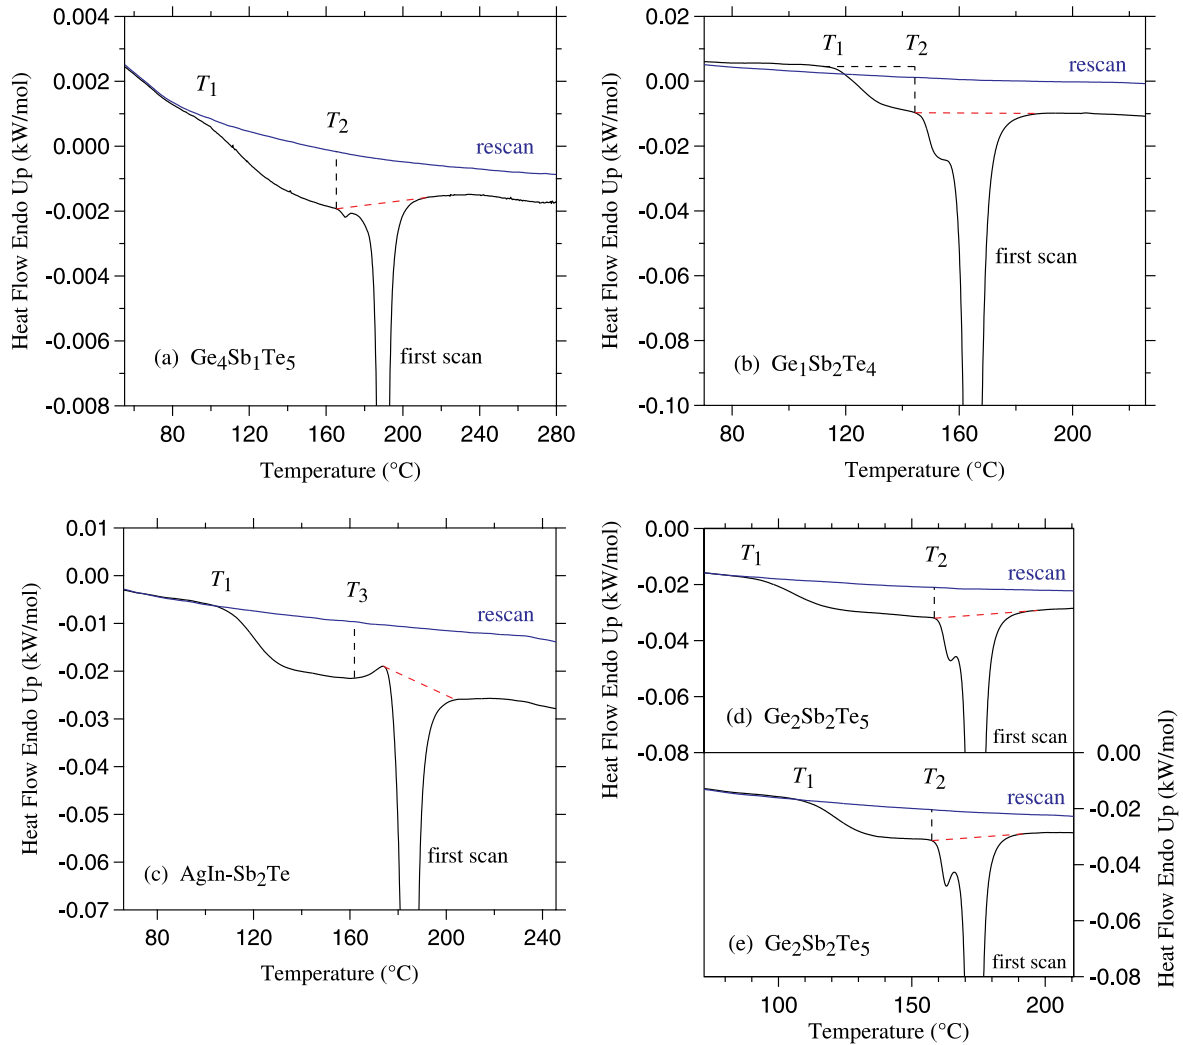 0.004
0.002
0.000
-0.002
-0.004
-0.006
-0.008
Heat Flow Endo Up (kW/mol)
T1
T2
rescan
first scan
(a) Ge4Sb1Te5
80
120
160
200
240
280
Temperature (°C)
0.02
0.00
-0.02
-0.04
-0.06
-0.08
-0.10
Heat Flow Endo Up (kW/mol)
T1
T2
rescan
first scan
(b) Ge1Sb2Te4
80
120
160
200
Temperature (°C)
0.01
0.00
-0.01
-0.02
-0.03
-0.04
-0.05
-0.06
-0.07
Heat Flow Endo Up (kW/mol)
T1
T3
rescan
first scan
(c) AgIn-Sb2Te
80
120
160
200
240
Temperature (°C)
0.00
-0.02
-0.04
-0.06
-0.08
Heat Flow Endo Up (kW/mol)
T1
T2
rescan
(d) Ge2Sb2Te5
first scan
0.00
-0.02
-0.04
-0.06
-0.08
Heat Flow Endo Up (kW/mol)
T1
T2
rescan
(e) Ge2Sb2Te5
first scan
100
150
200
Temperature (°C)